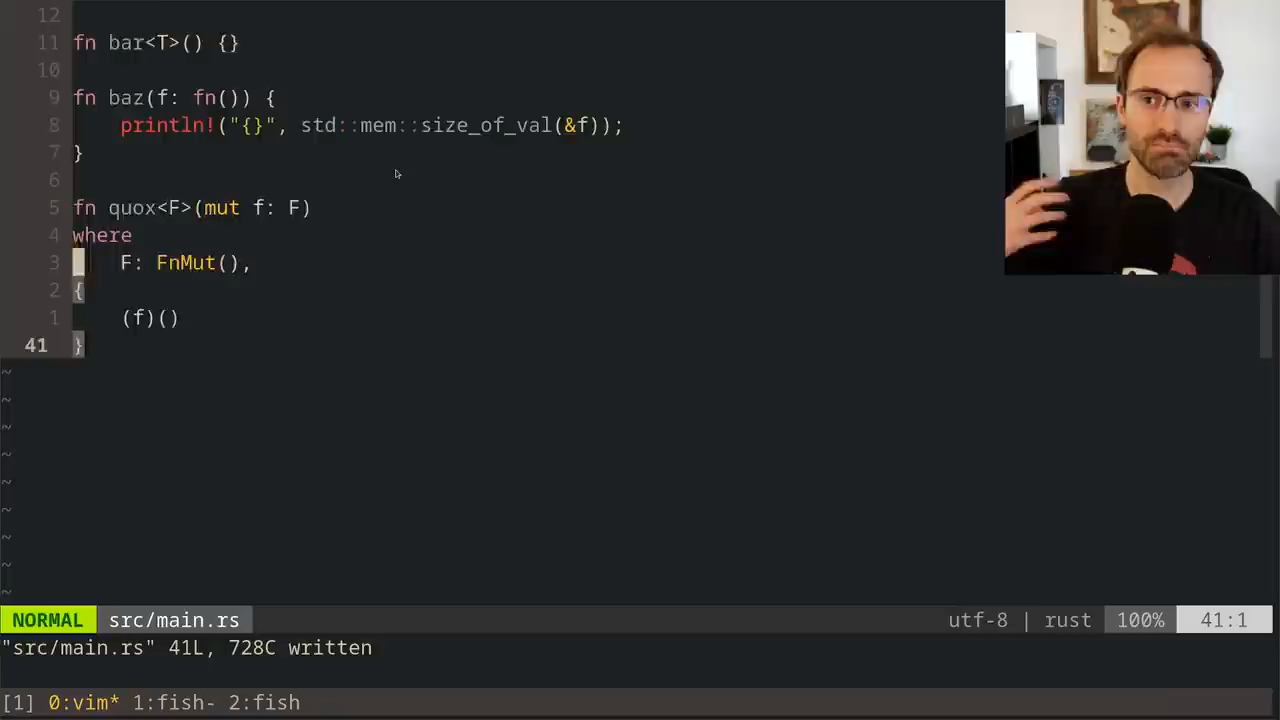 12
11 fn bar<T>() {}
10
9 fn baz(f: fn()) {
8 println!("{}", std::mem::size_of_val(&f));
7 }
6
5 fn quox<F>(mut f: F)
4 where
3 F: FnMut(),
2 {
1 (f)()
41 }
~
~
~
~
~
~
~
~
~
NORMAL src/main.rs utf-8 | rust 100% 41:1
"src/main.rs" 41L, 728C written
[1] 0:vim* 1:fish- 2:fish